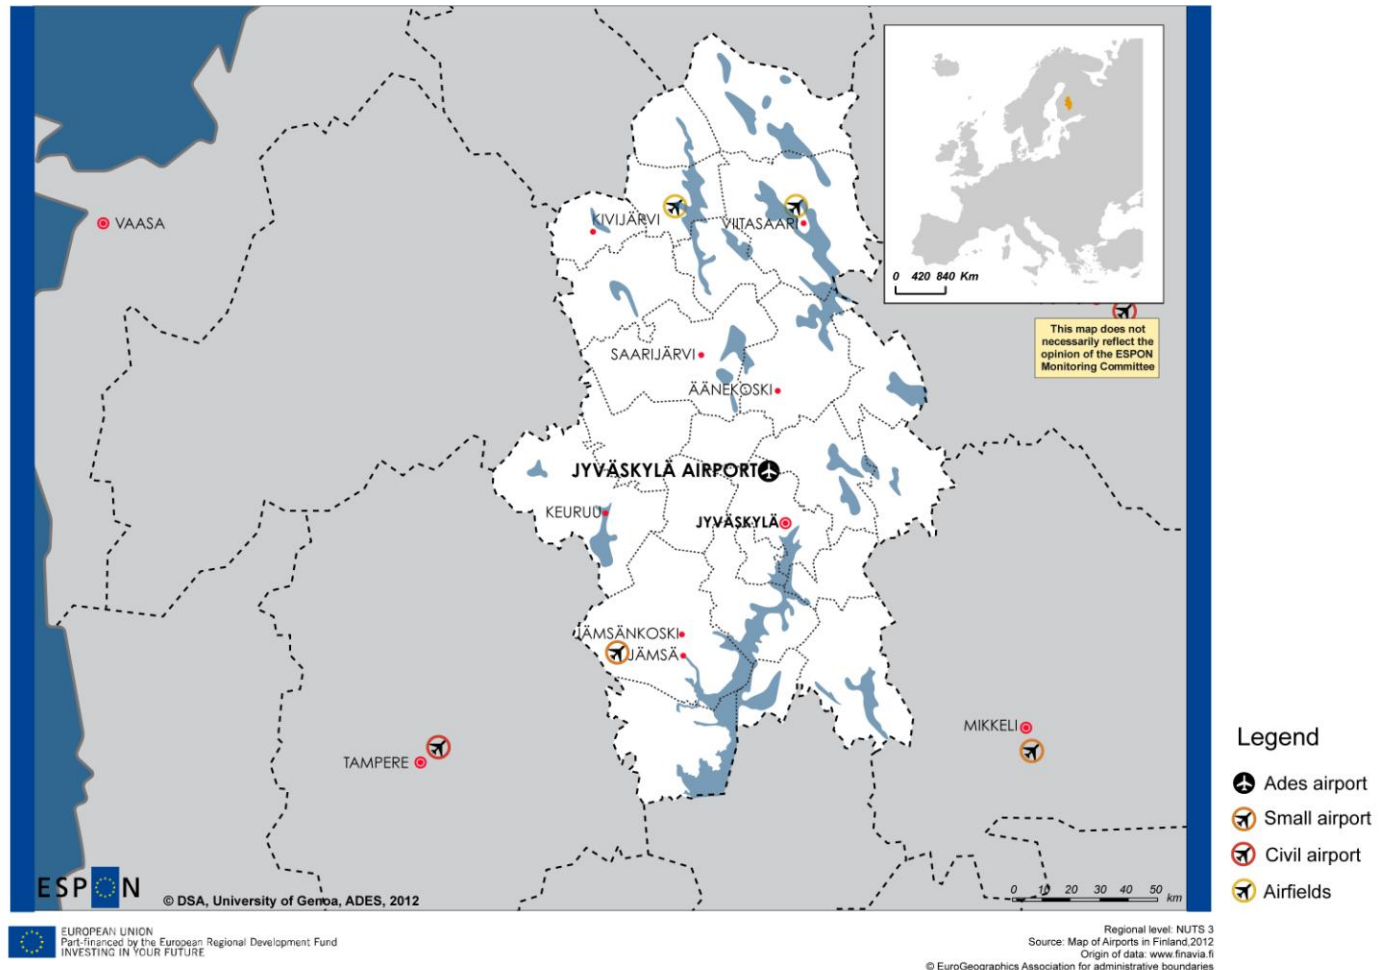 VAASA
KIVIJÄRVI
VIITASAARI
SAARIJÄRVI
ÄÄNEKOSKI
JYVÄSKYLÄ AIRPORT
KEURUU
JYVÄSKYLÄ
JÄMSÄNKOSKI
JÄMSÄ
TAMPERE
MIKKELI
0 420 840 Km
This map does not
necessarily reflect the
opinion of the ESPON
Monitoring Committee
Legend
Ades airport
Small airport
Civil airport
Airfields
ESPON
© DSA, University of Genoa, ADES, 2012
0 10 20 30 40 50
km
EUROPEAN UNION
Part-financed by the European Regional Development Fund
INVESTING IN YOUR FUTURE
Regional level: NUTS 3
Source: Map of Airports in Finland,2012
Origin of data: www.finavia.fi
© EuroGeographics Association for administrative boundaries